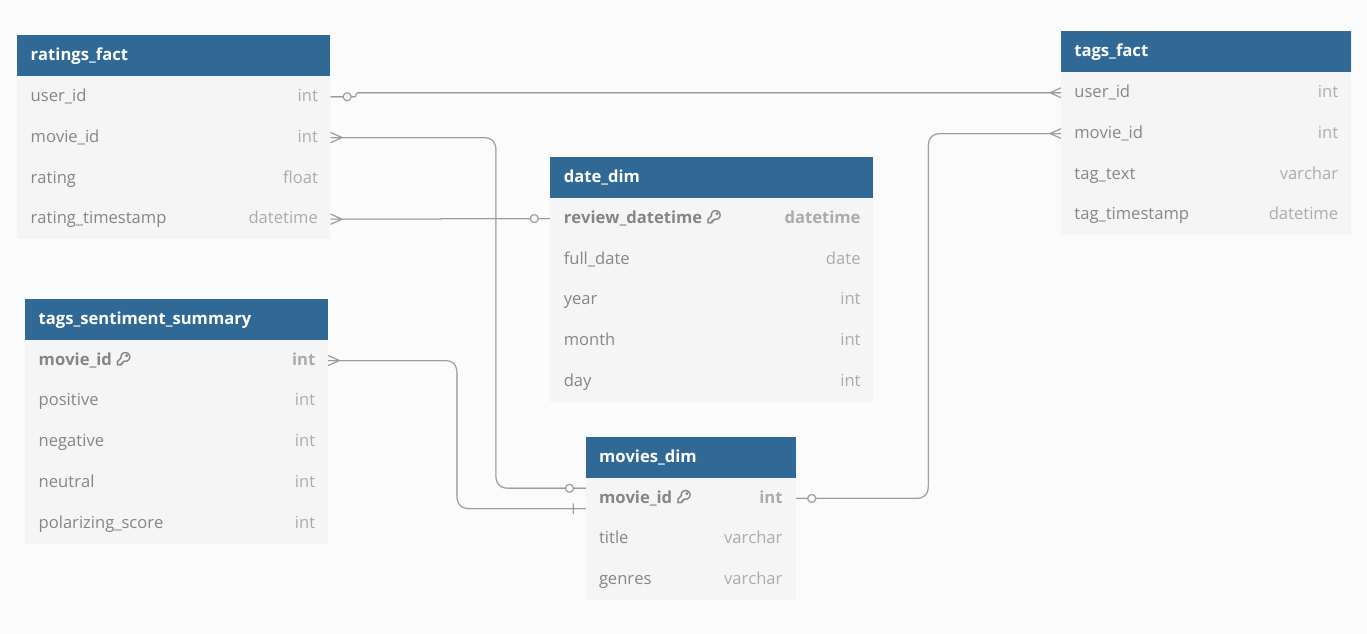 ratings_fact
user_id int
movie_id int
rating float
rating_timestamp datetime
tags_fact
user_id int
movie_id int
tag_text varchar
tag_timestamp datetime
date_dim
review_datetime datetime
full_date date
year int
month int
day int
tags_sentiment_summary
movie_id int
positive int
negative int
neutral int
polarizing_score int
movies_dim
movie_id int
title varchar
genres varchar